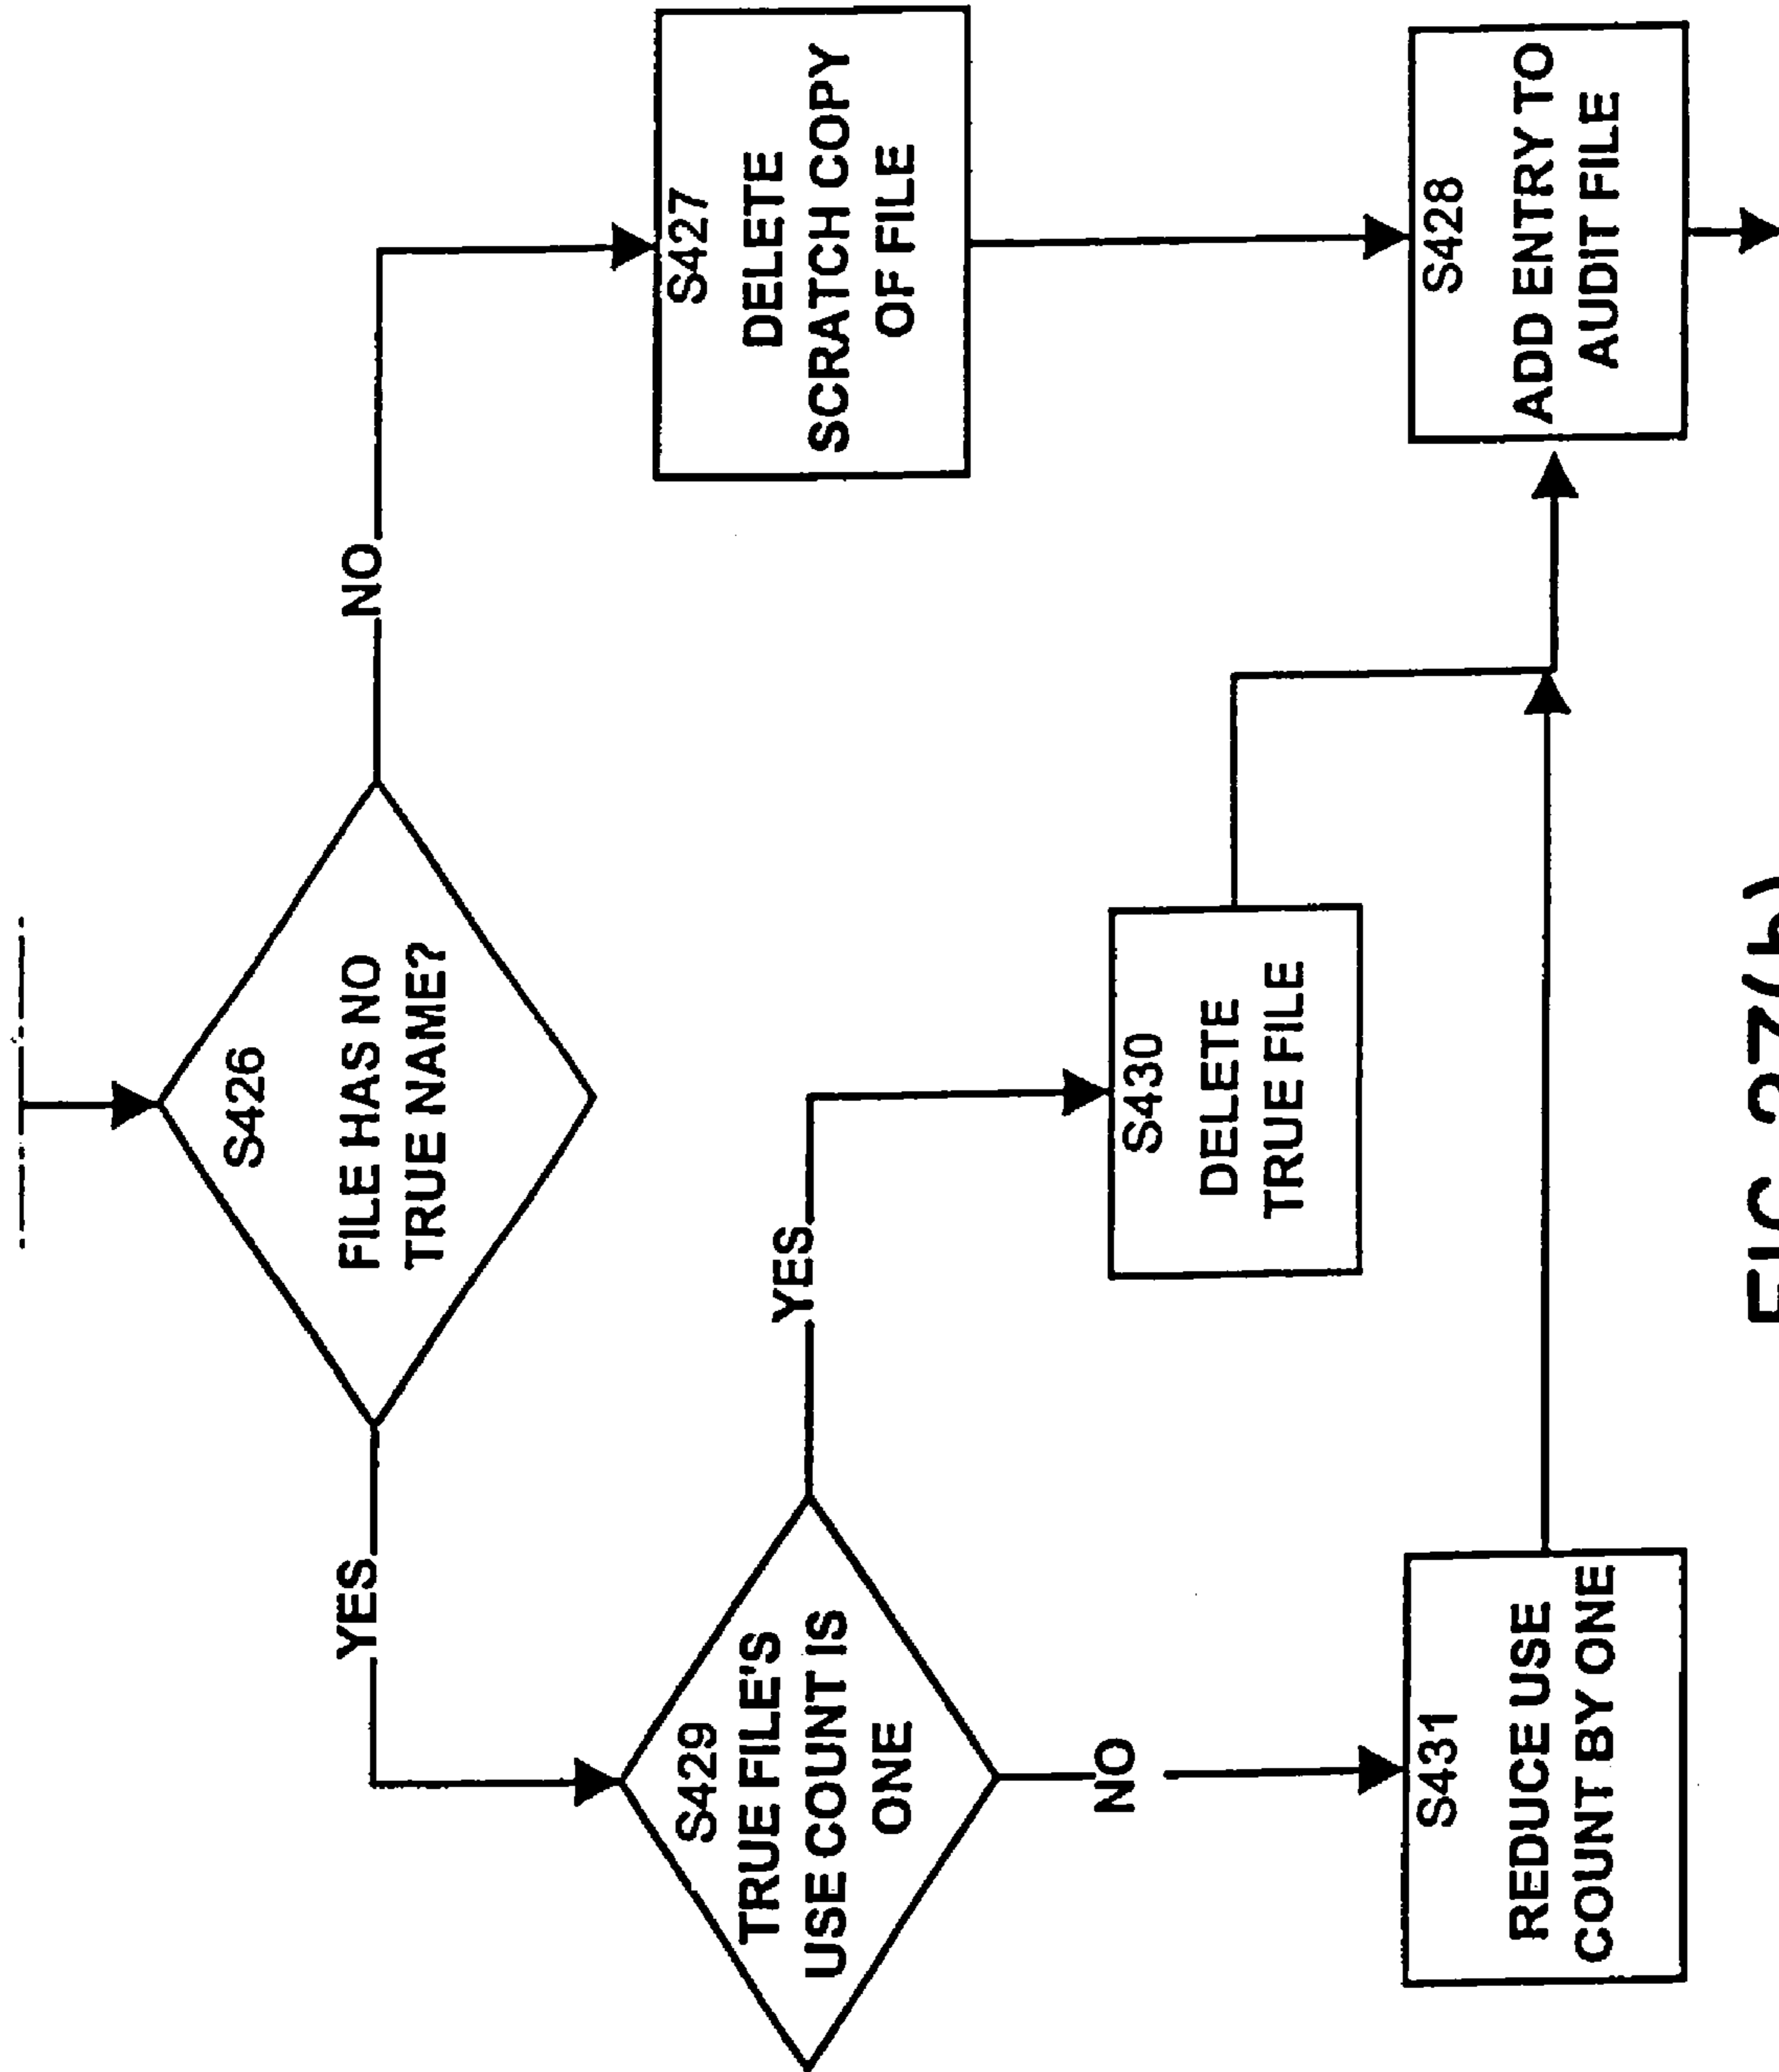 S426
FILE HAS NO
TRUE NAME?
YES
NO
S429
TRUE FILE'S
USE COUNT IS
ONE
YES
NO
S427
DELETE
SCRATCH COPY
OF FILE
S430
DELETE
TRUE FILE
S431
REDUCE USE
COUNT BY ONE
S428
ADD ENTRY TO
AUDIT FILE